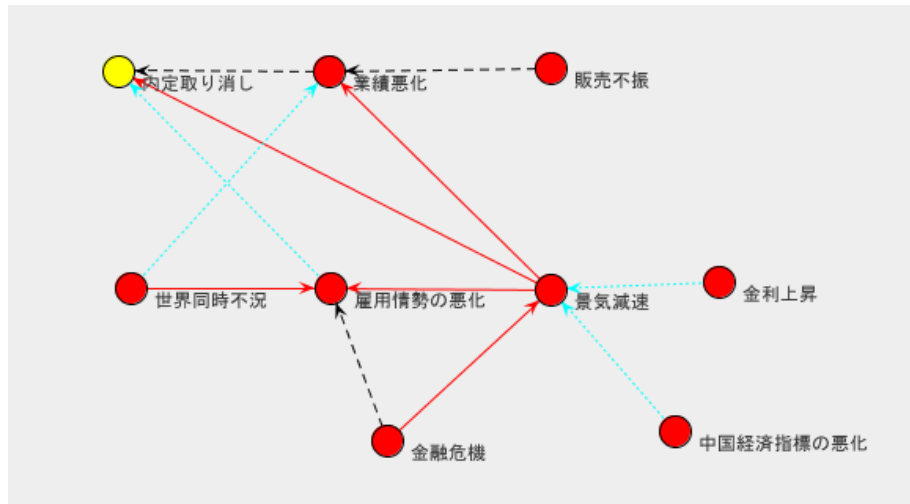 内定取り消し
業績悪化
販売不振
世界同時不況
雇用情勢の悪化
景気減速
金利上昇
金融危機
中国経済指標の悪化